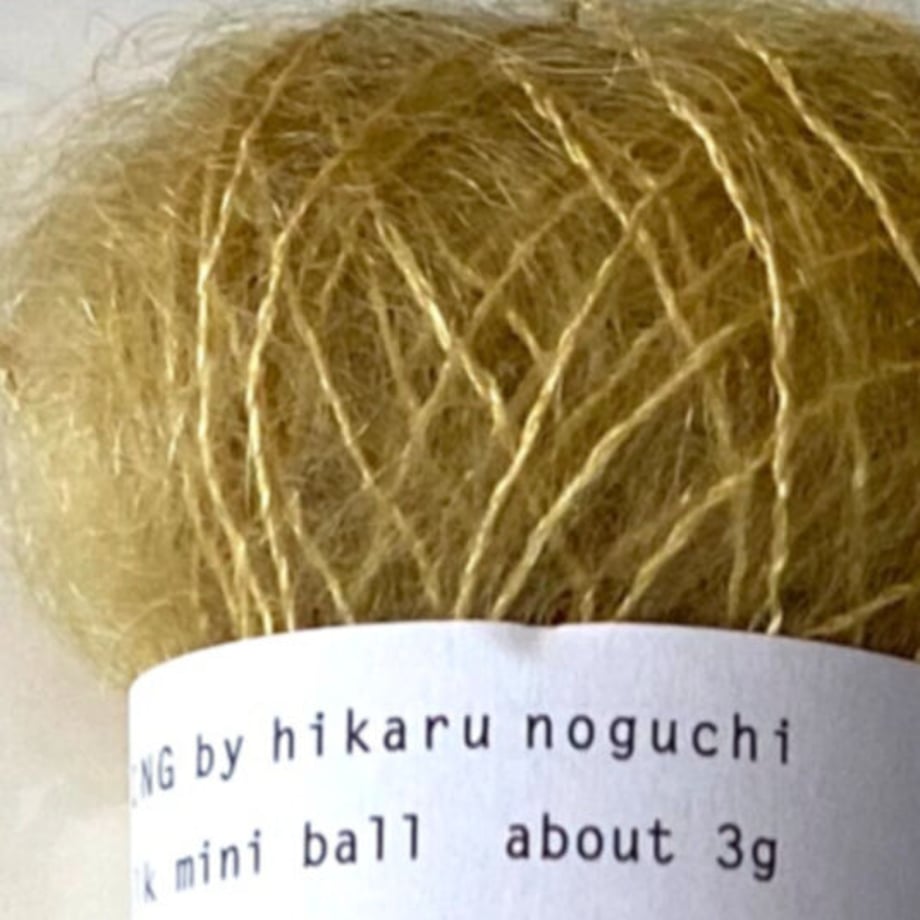 by hikaru noguchi
mini ball about 3g